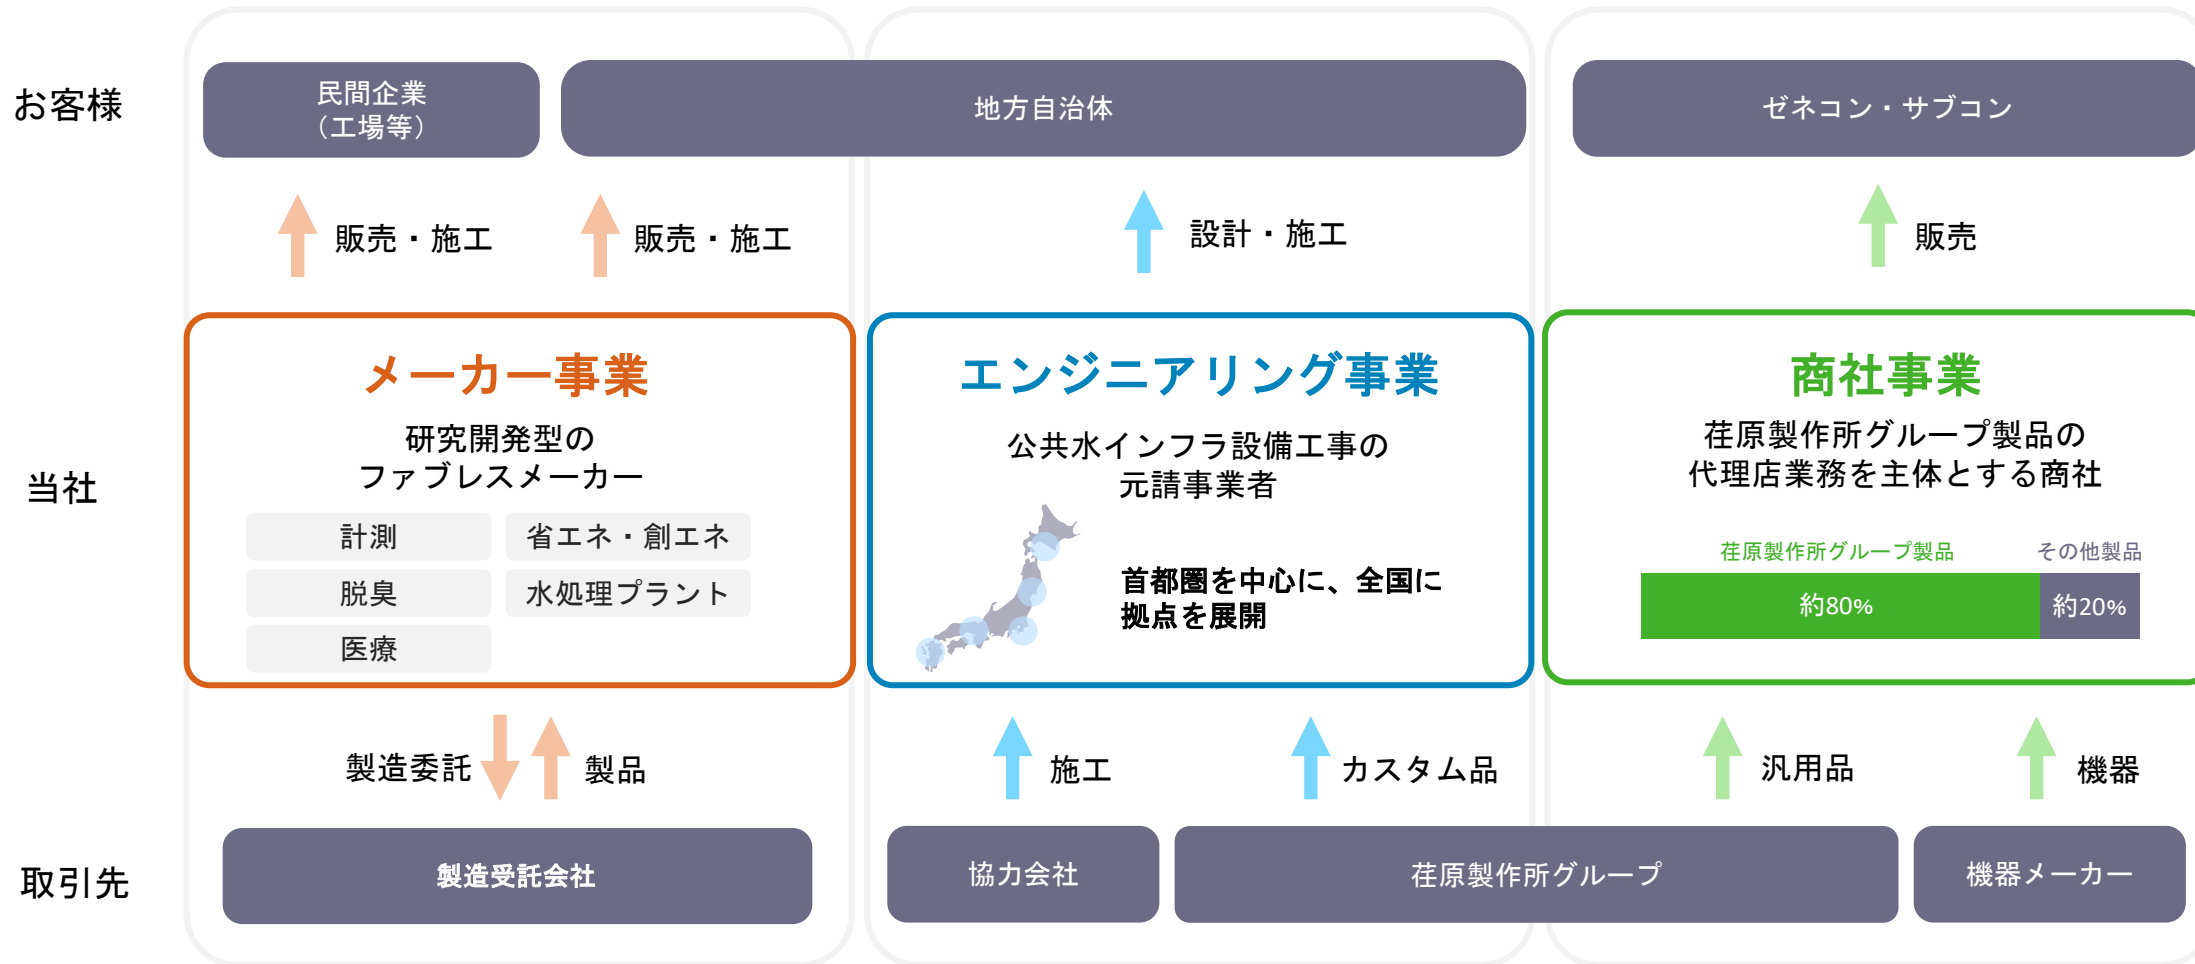 お客様
民間企業
（工場等）
地方自治体
ゼネコン・サブコン
販売・施工
販売・施工
設計・施工
販売
当社
メーカー事業
研究開発型の
ファブレスメーカー
計測
省エネ・創エネ
脱臭
水処理プラント
医療
エンジニアリング事業
公共水インフラ設備工事の
元請事業者
首都圏を中心に、全国に
拠点を展開
商社事業
荏原製作所グループ製品の
代理店業務を主体とする商社
荏原製作所グループ製品
その他製品
約80%
約20%
製造委託
製品
施工
カスタム品
汎用品
機器
取引先
製造受託会社
協力会社
荏原製作所グループ
機器メーカー